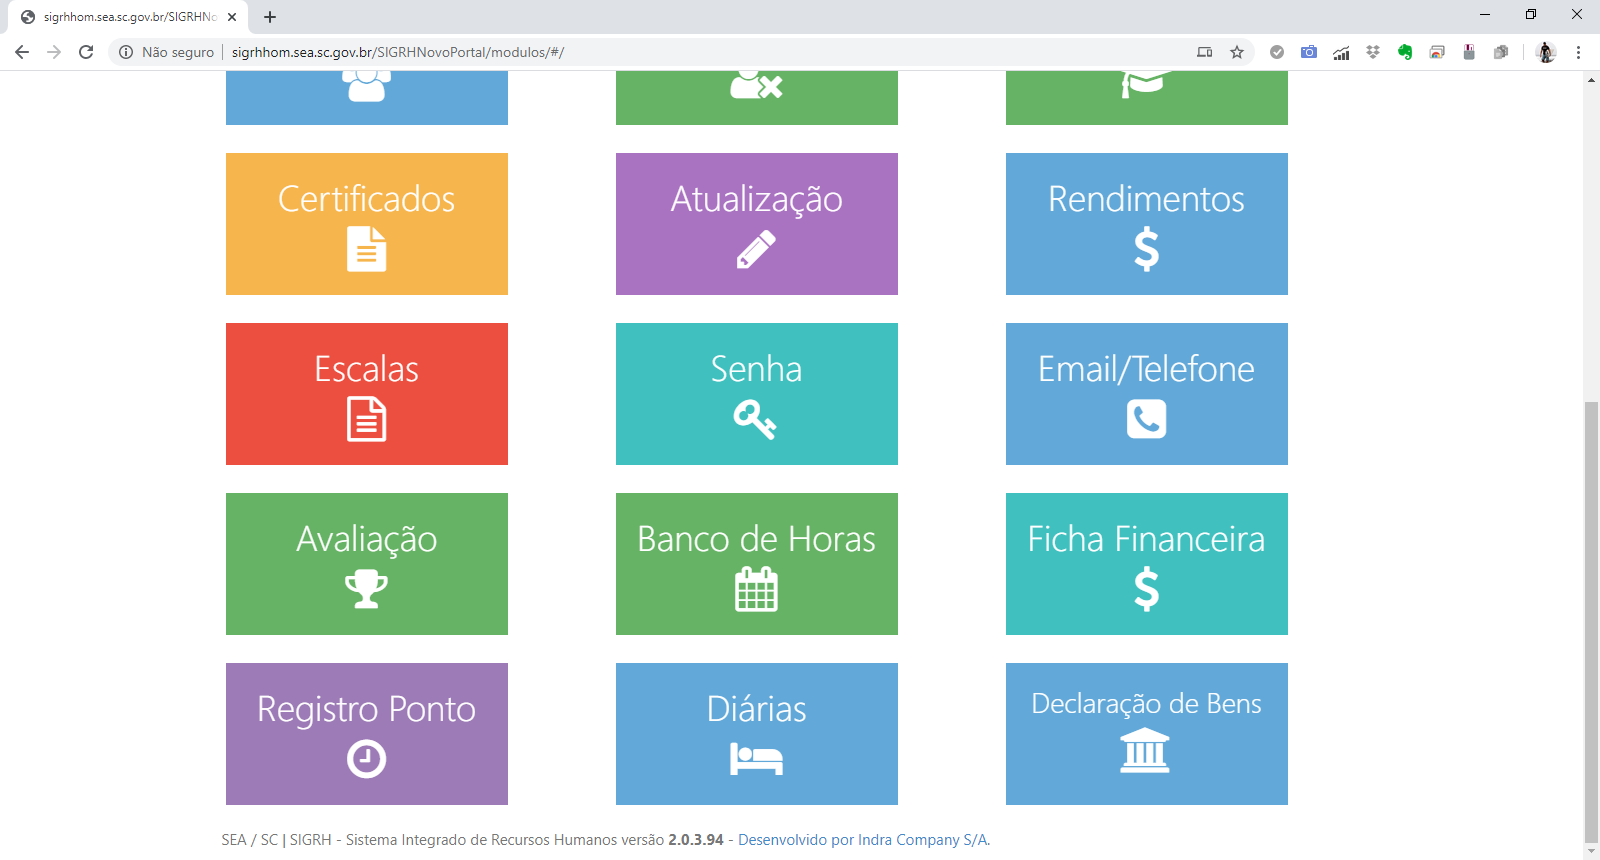 sigrhhom.sea.sc.gov.br/SIGRHNo
Não seguro | sigrhhom.sea.sc.gov.br/SIGRHNovoPortal/modulos/#/
Certificados
Atualização
Rendimentos
Escalas
Senha
Email/Telefone
Avaliação
Banco de Horas
Ficha Financeira
Registro Ponto
Diárias
Declaração de Bens
SEA / SC | SIGRH - Sistema Integrado de Recursos Humanos versão 2.0.3.94 - Desenvolvido por Indra Company S/A.